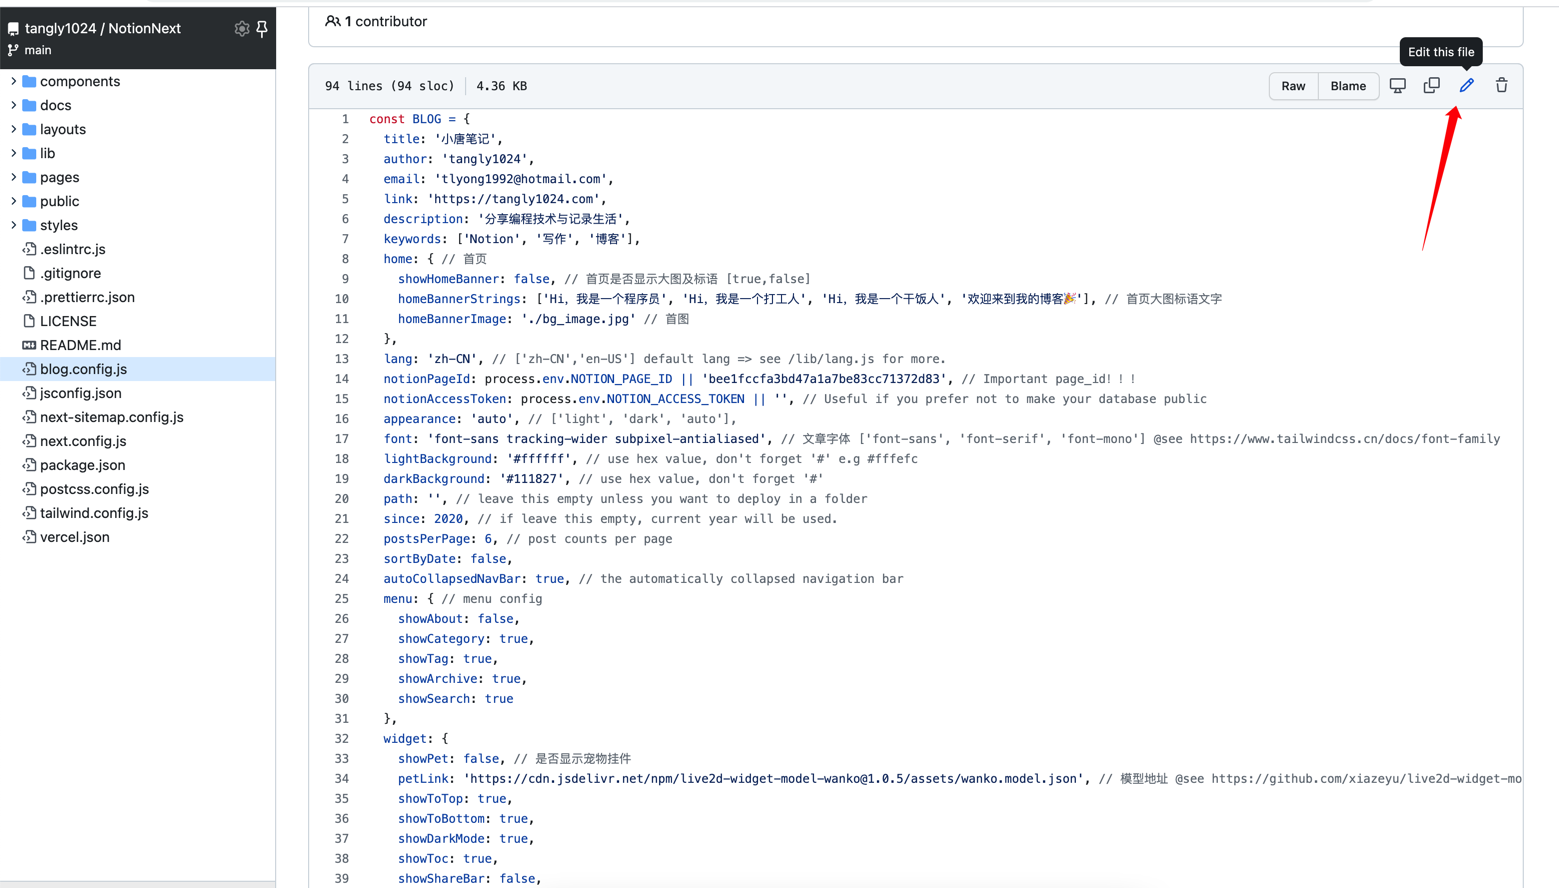 tangly1024 / NotionNext
main
components
docs
layouts
lib
pages
public
styles
.eslintrc.js
.gitignore
.prettierrc.json
LICENSE
README.md
blog.config.js
jsconfig.json
next-sitemap.config.js
next.config.js
package.json
postcss.config.js
tailwind.config.js
vercel.json
1 contributor
Edit this file
94 lines (94 sloc) 4.36 KB
Raw Blame
1 const BLOG = {
2 title: '小唐笔记',
3 author: 'tangly1024',
4 email: 'tlyong1992@hotmail.com',
5 link: 'https://tangly1024.com',
6 description: '分享编程技术与记录生活',
7 keywords: ['Notion', '写作', '博客'],
8 home: { // 首页
9 showHomeBanner: false, // 首页是否显示大图及标语 [true,false]
10 homeBannerStrings: ['Hi，我是一个程序员', 'Hi，我是一个打工人', 'Hi，我是一个干饭人', '欢迎来到我的博客🎉'], // 首页大图标语文字
11 homeBannerImage: './bg_image.jpg' // 首图
12 },
13 lang: 'zh-CN', // ['zh-CN','en-US'] default lang => see /lib/lang.js for more.
14 notionPageId: process.env.NOTION_PAGE_ID || 'bee1fccfa3bd47a1a7be83cc71372d83', // Important page_id！！！
15 notionAccessToken: process.env.NOTION_ACCESS_TOKEN || '', // Useful if you prefer not to make your database public
16 appearance: 'auto', // ['light', 'dark', 'auto'],
17 font: 'font-sans tracking-wider subpixel-antialiased', // 文章字体 ['font-sans', 'font-serif', 'font-mono'] @see https://www.tailwindcss.cn/docs/font-family
18 lightBackground: '#ffffff', // use hex value, don't forget '#' e.g #fffefc
19 darkBackground: '#111827', // use hex value, don't forget '#'
20 path: '', // leave this empty unless you want to deploy in a folder
21 since: 2020, // if leave this empty, current year will be used.
22 postsPerPage: 6, // post counts per page
23 sortByDate: false,
24 autoCollapsedNavBar: true, // the automatically collapsed navigation bar
25 menu: { // menu config
26 showAbout: false,
27 showCategory: true,
28 showTag: true,
29 showArchive: true,
30 showSearch: true
31 },
32 widget: {
33 showPet: false, // 是否显示宠物挂件
34 petLink: 'https://cdn.jsdelivr.net/npm/live2d-widget-model-wanko@1.0.5/assets/wanko.model.json', // 模型地址 @see https://github.com/xiazeyu/live2d-widget-mo
35 showToTop: true,
36 showToBottom: true,
37 showDarkMode: true,
38 showToc: true,
39 showShareBar: false,